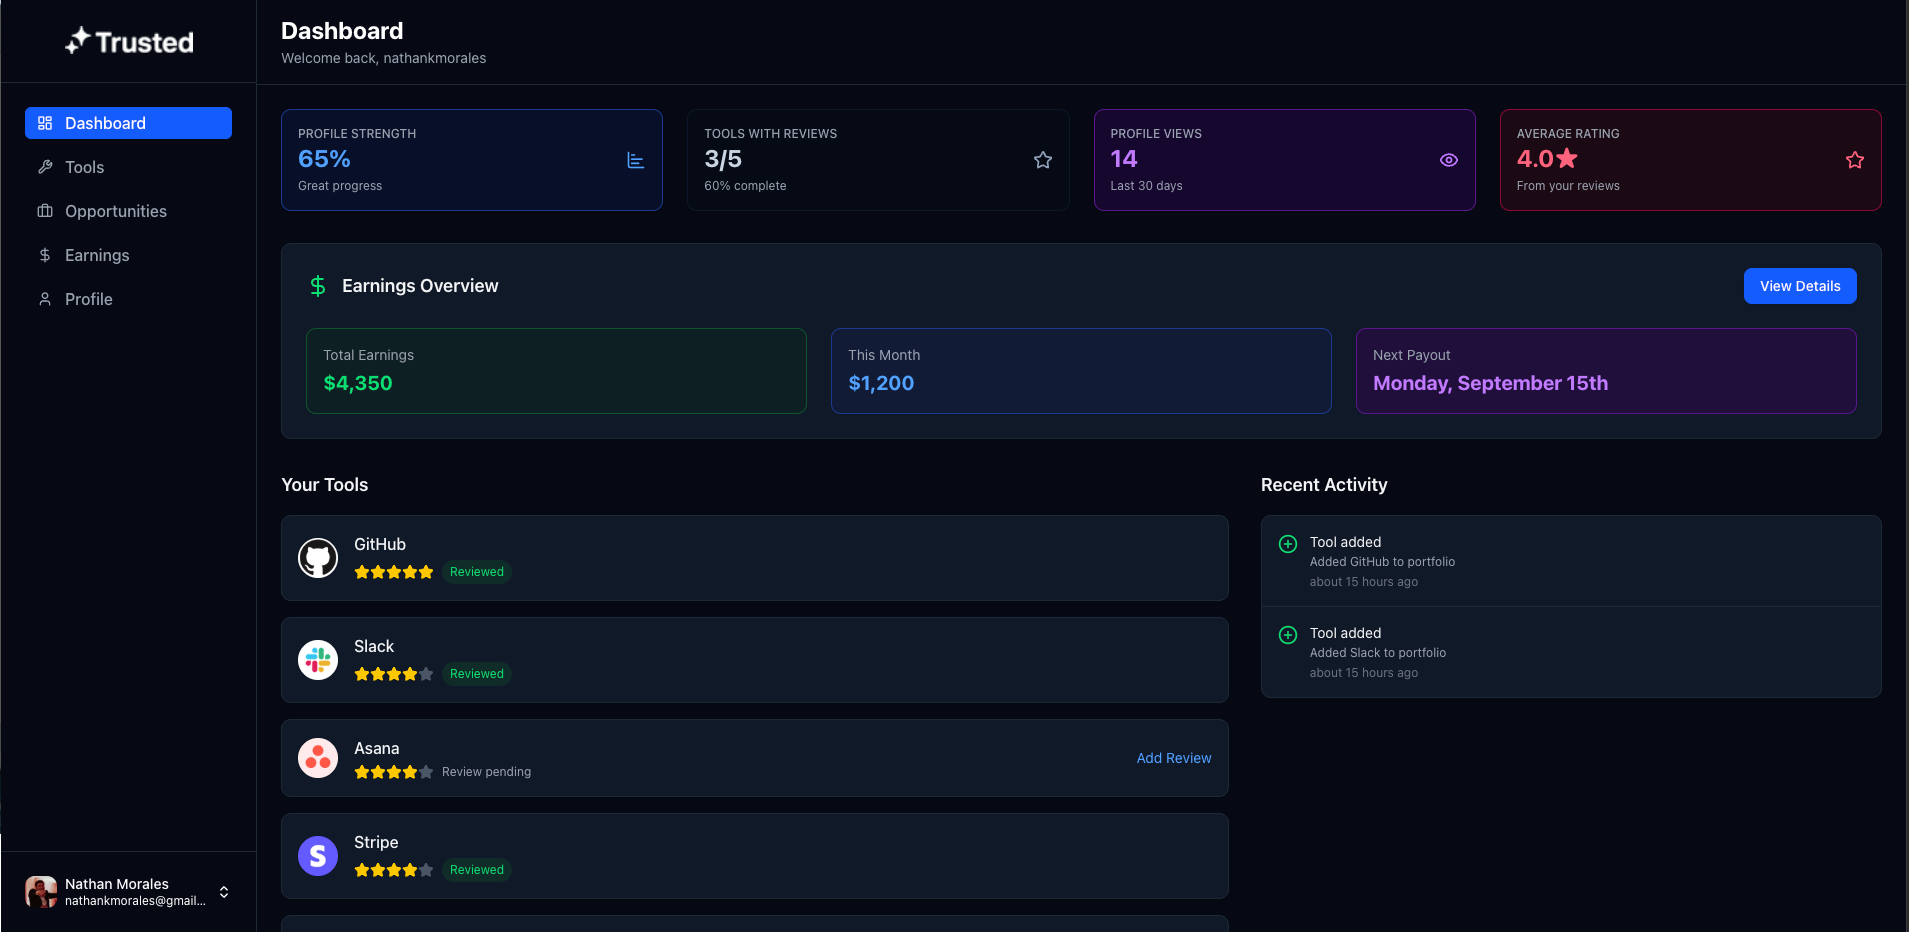 Trusted
Dashboard
Tools
Opportunities
Earnings
Profile
Nathan Morales
nathankmorales@gmail...
Dashboard
Welcome back, nathankmorales
PROFILE STRENGTH
65%
Great progress
TOOLS WITH REVIEWS
3/5
60% complete
PROFILE VIEWS
14
Last 30 days
AVERAGE RATING
4.0★
From your reviews
Earnings Overview
View Details
Total Earnings
$4,350
This Month
$1,200
Next Payout
Monday, September 15th
Your Tools
GitHub
Reviewed
Slack
Reviewed
Asana
Review pending
Add Review
Stripe
Reviewed
Recent Activity
Tool added
Added GitHub to portfolio
about 15 hours ago
Tool added
Added Slack to portfolio
about 15 hours ago